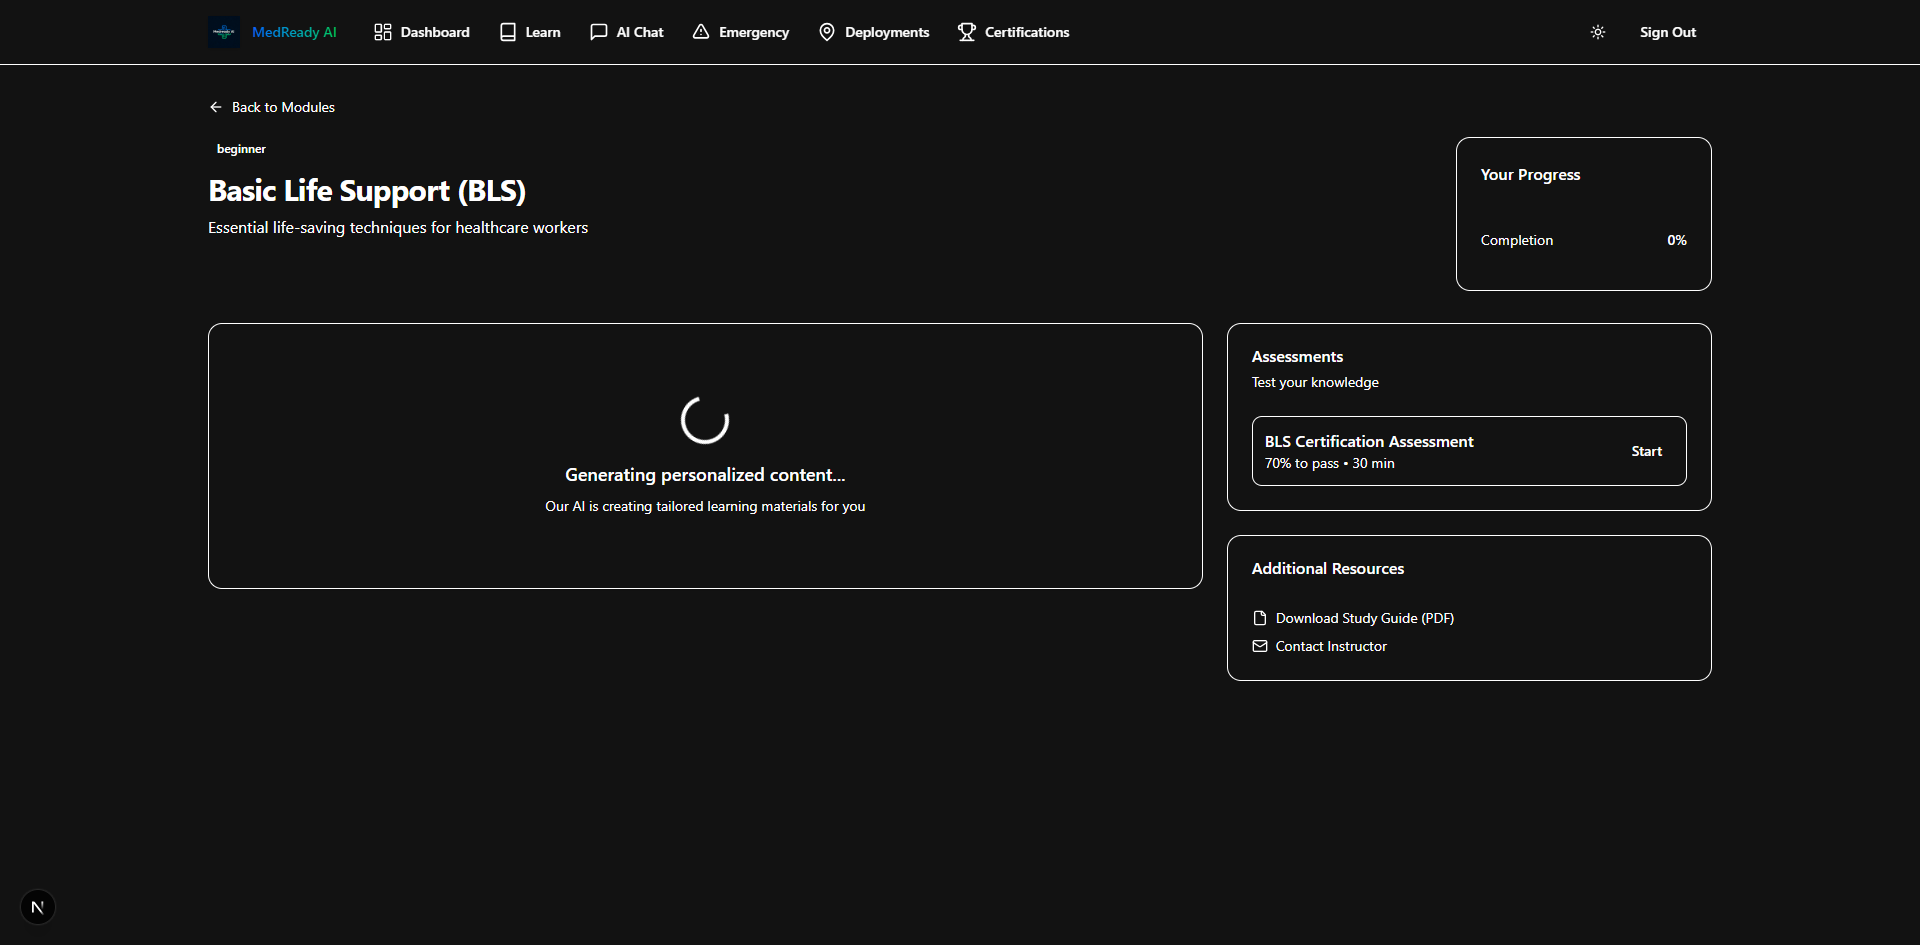 MedReady AI
Dashboard
Learn
AI Chat
Emergency
Deployments
Certifications
Sign Out
Back to Modules
beginner
Basic Life Support (BLS)
Essential life-saving techniques for healthcare workers
Your Progress
Completion 0%
Generating personalized content...
Our AI is creating tailored learning materials for you
Assessments
Test your knowledge
BLS Certification Assessment
70% to pass • 30 min
Start
Additional Resources
Download Study Guide (PDF)
Contact Instructor
N